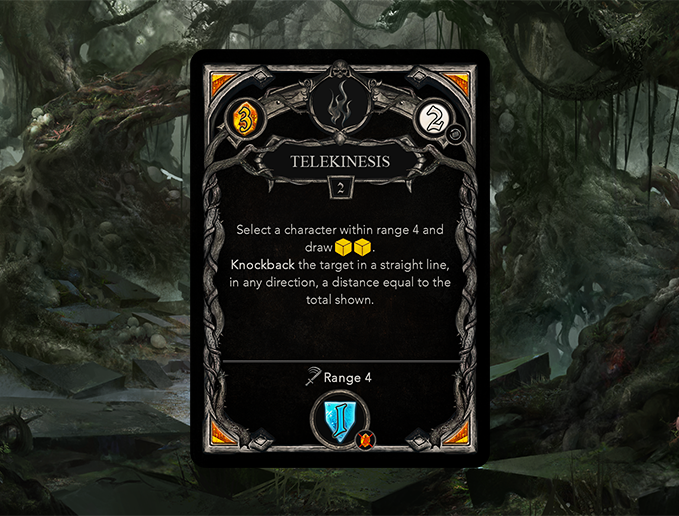 3
2
TELEKINESIS
2
Select a character within range 4 and
draw .
Knockback the target in a straight line,
in any direction, a distance equal to the
total shown.
Range 4
1